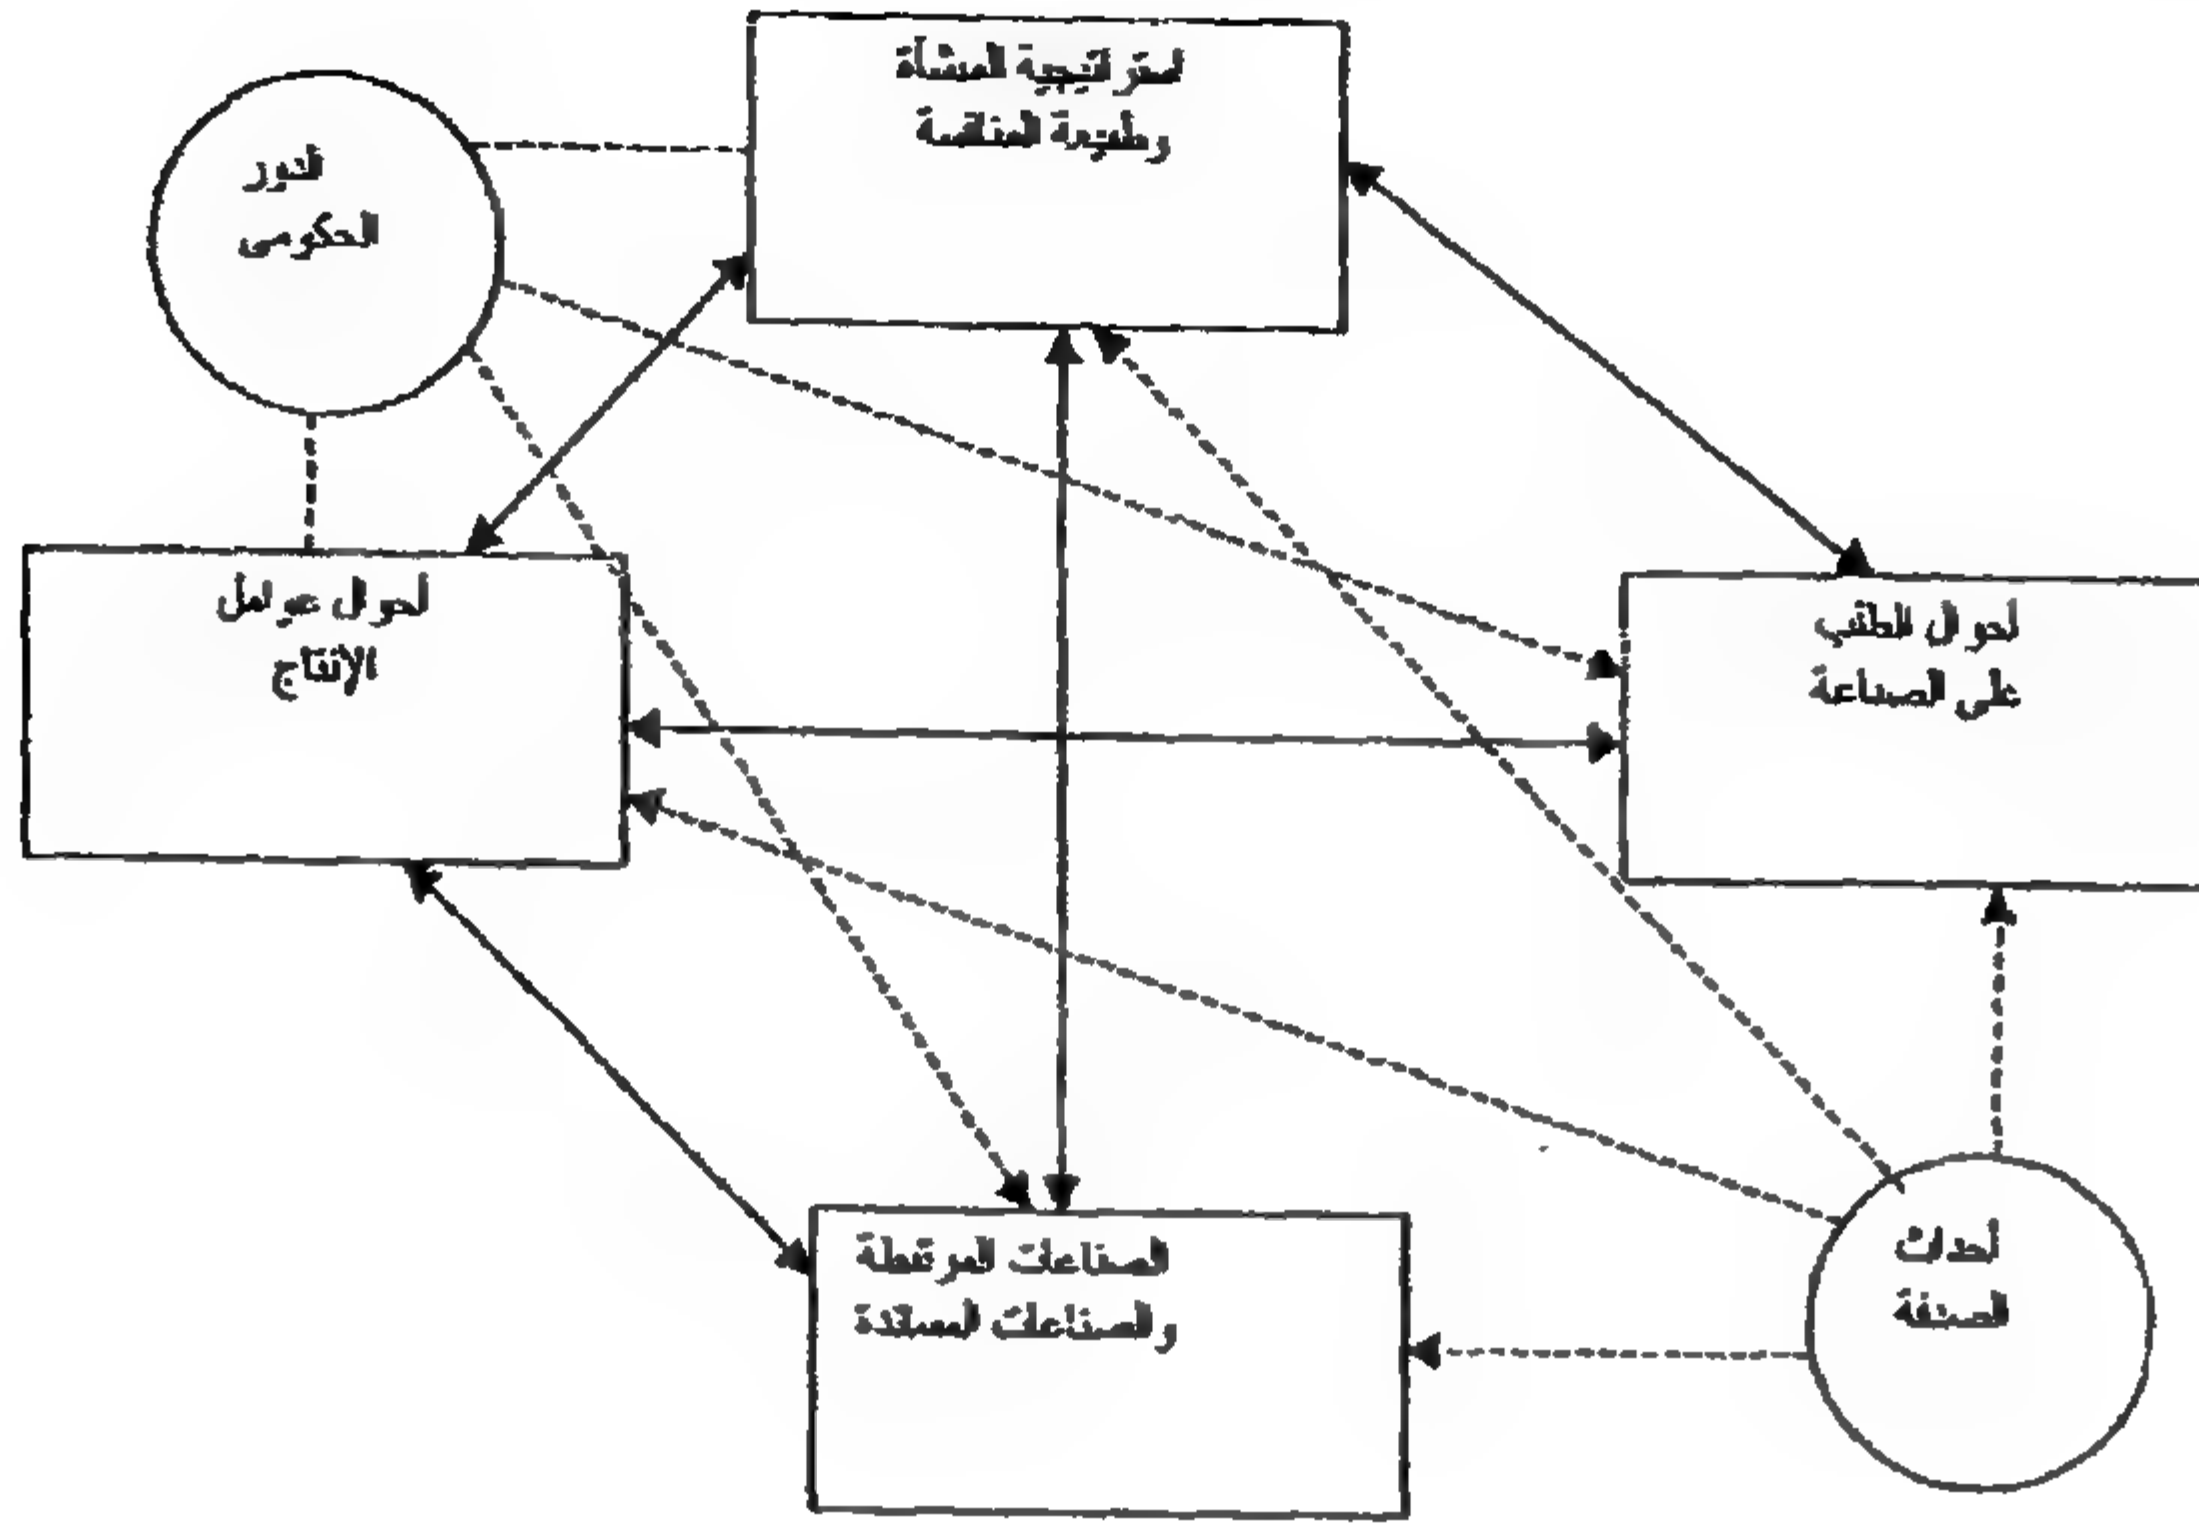 استراتيجية المنشأة
وطبيعة المنافسة
الدور
الحكومى
أحوال عوامل
الإنتاج
أحوال الطلب
على الصناعة
الصناعات المرتبطة
والصناعات المساندة
أحداث
الصدفة